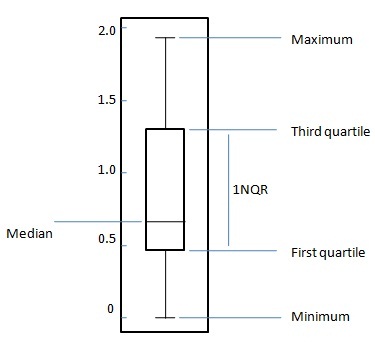 2.0
Maximum
1.5
Third quartile
1.0
1NQR
Median
0.5
First quartile
0
Minimum